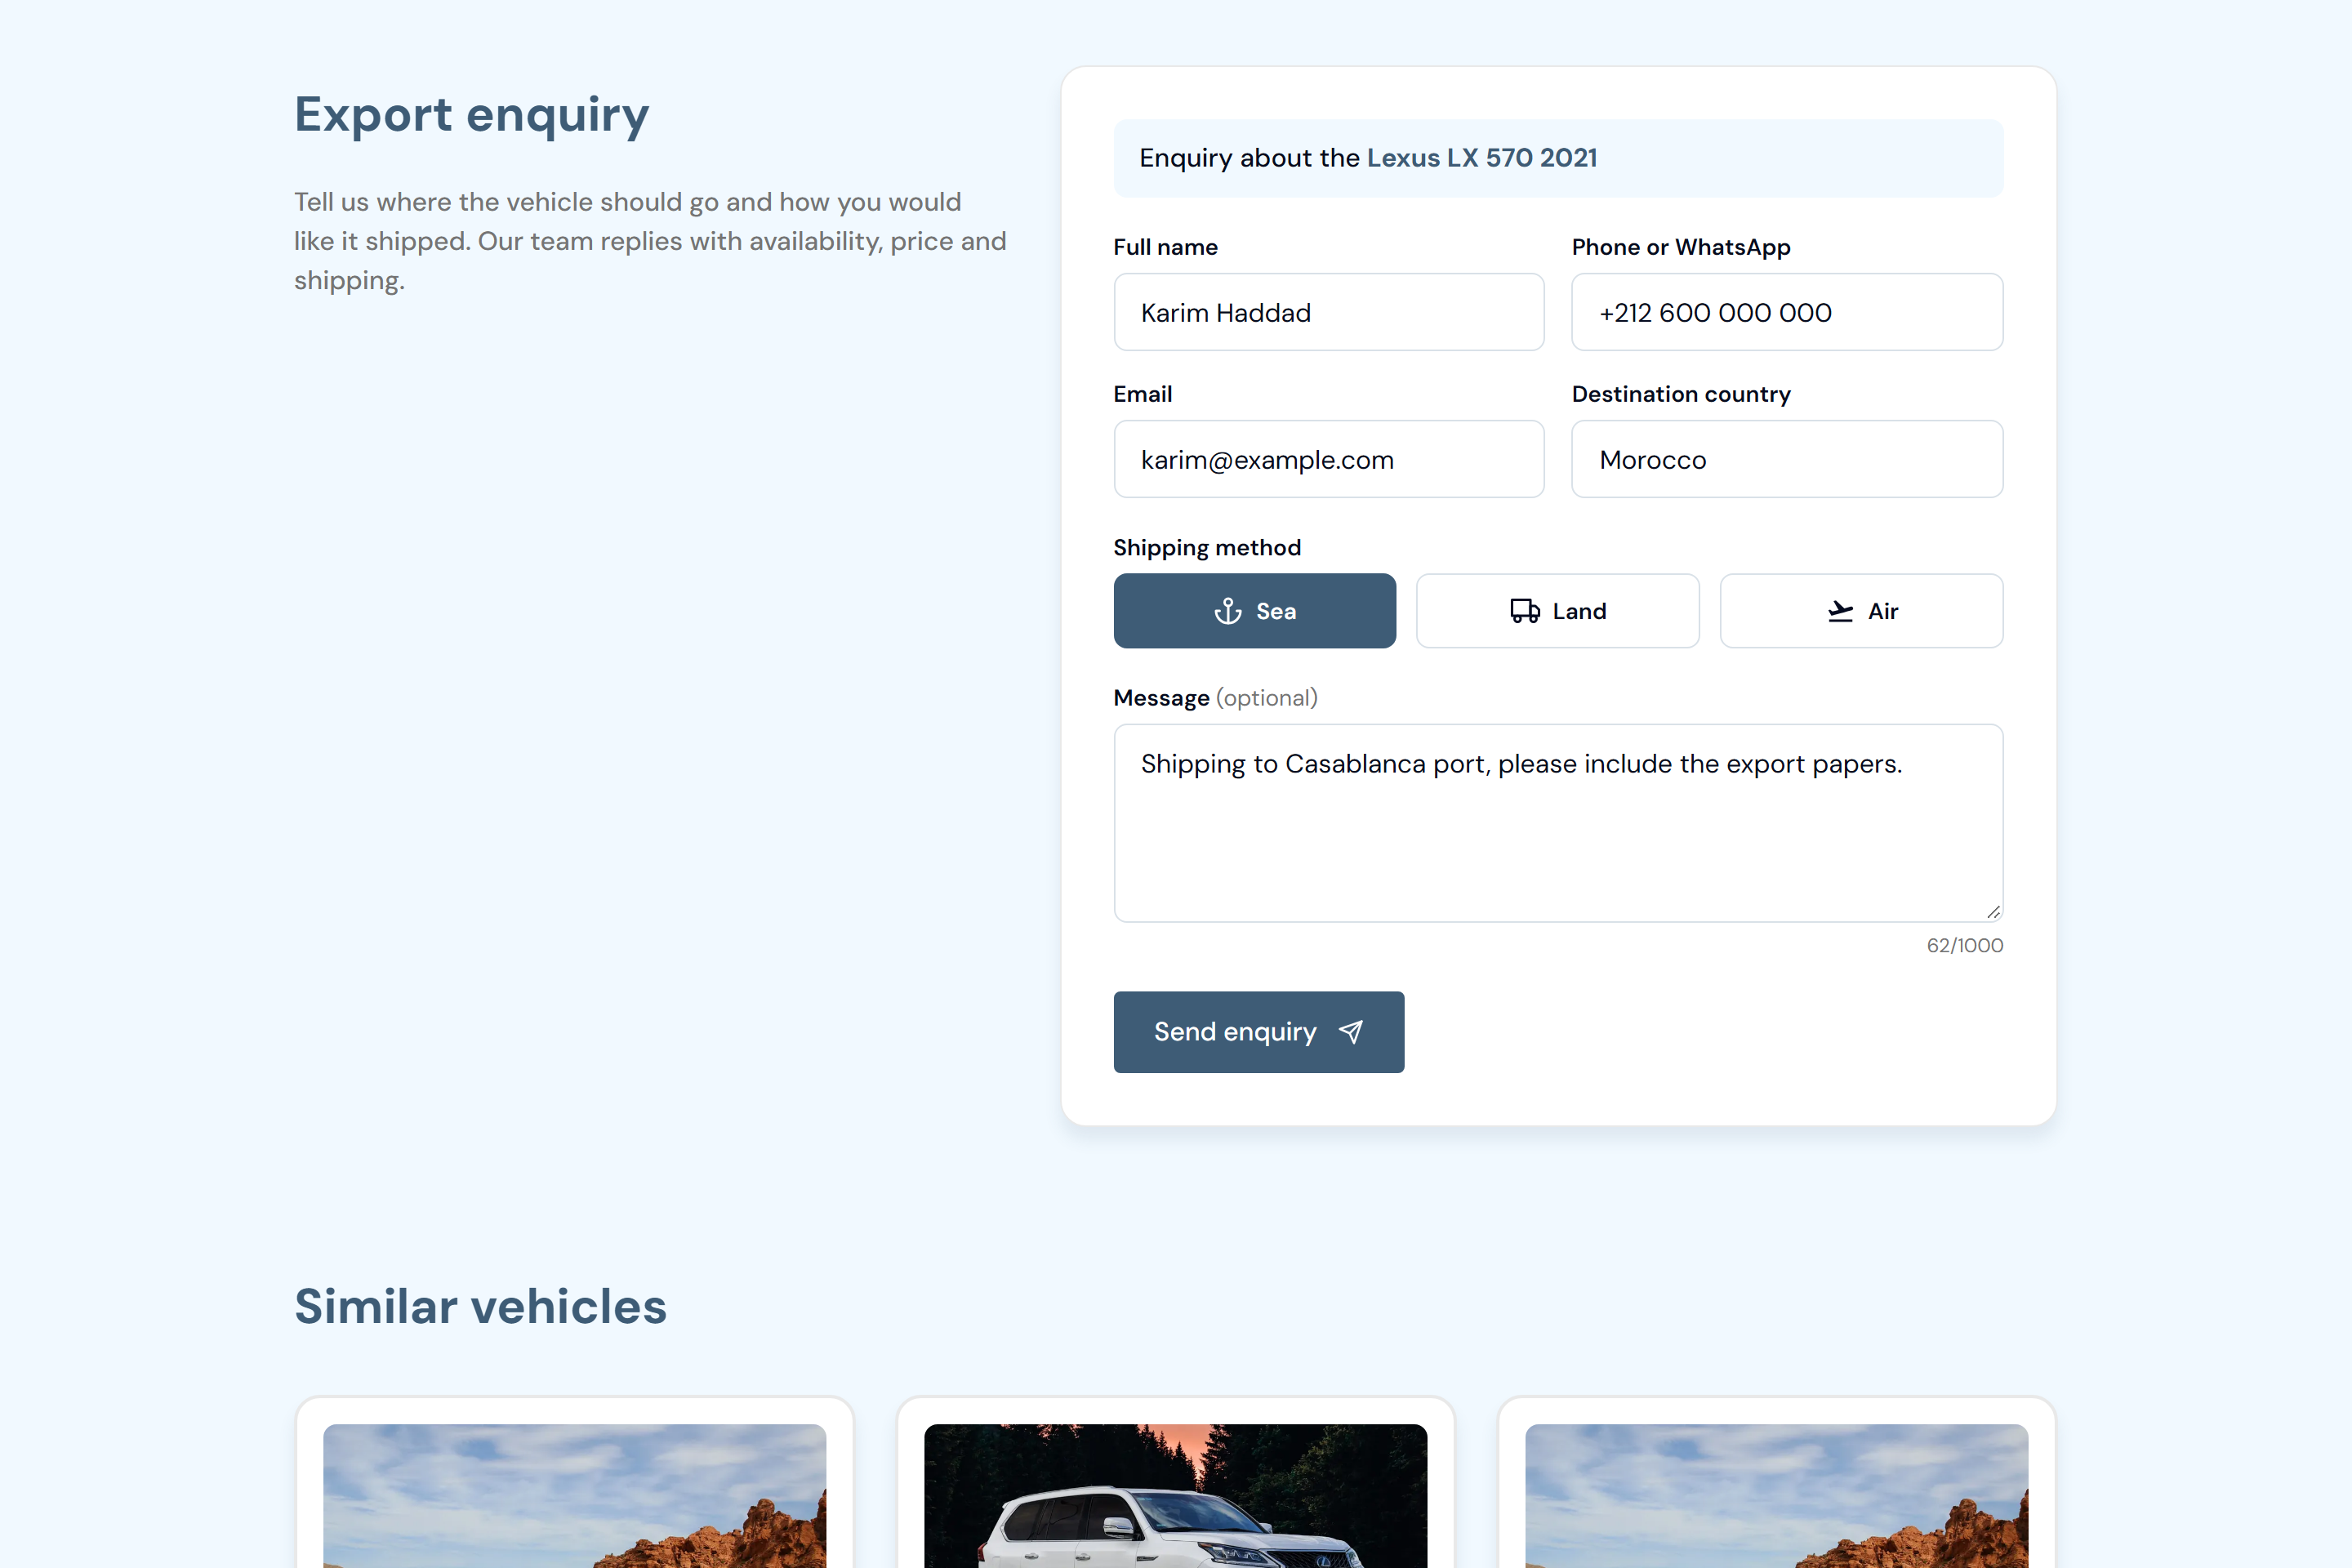 Export enquiry
Tell us where the vehicle should go and how you would
like it shipped. Our team replies with availability, price and
shipping.
Enquiry about the Lexus LX 570 2021
Full name
Karim Haddad
Phone or WhatsApp
+212 600 000 000
Email
karim@example.com
Destination country
Morocco
Shipping method
Sea
Land
Air
Message (optional)
Shipping to Casablanca port, please include the export papers.
62/1000
Send enquiry
Similar vehicles